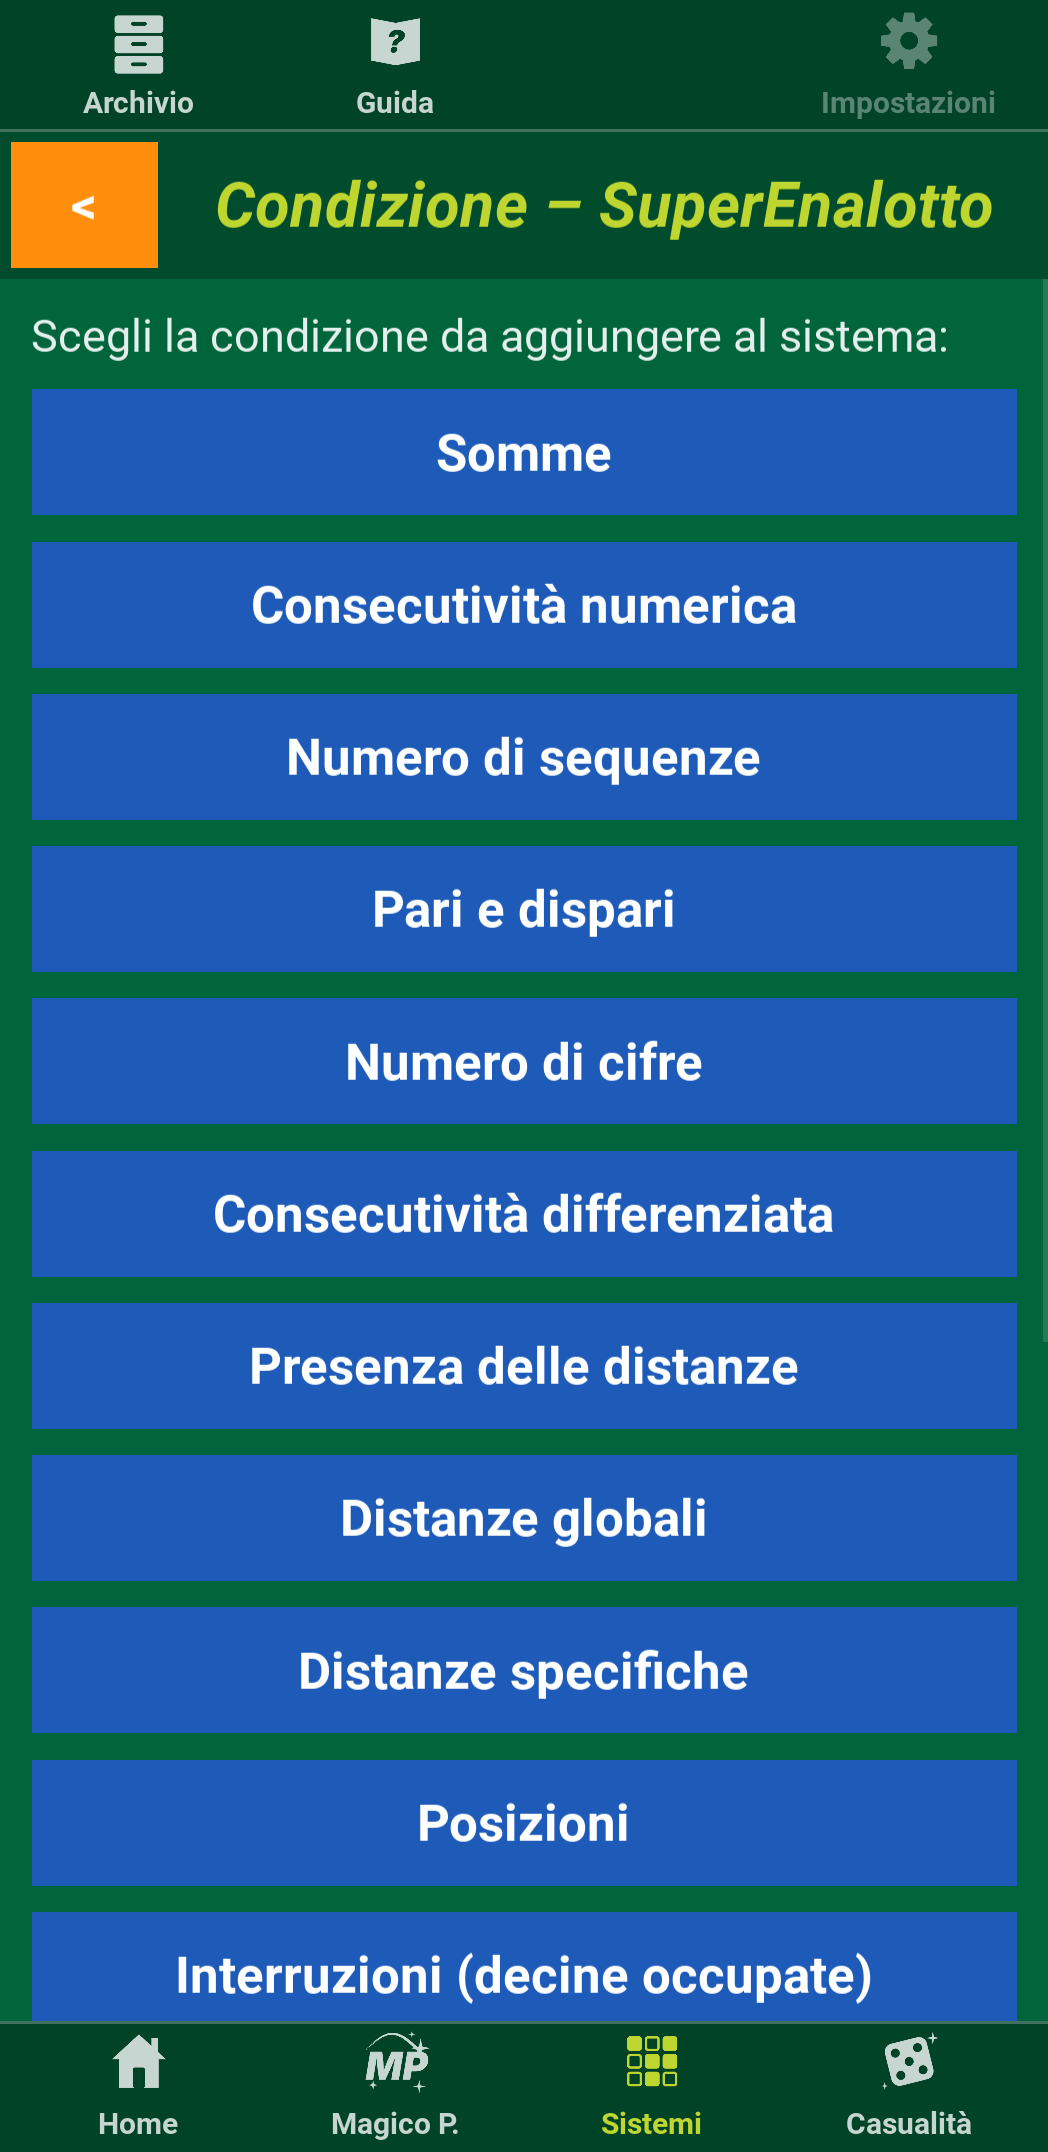 Archivio
Guida
Impostazioni
<
Condizione – SuperEnalotto
Scegli la condizione da aggiungere al sistema:
Somme
Consecutività numerica
Numero di sequenze
Pari e dispari
Numero di cifre
Consecutività differenziata
Presenza delle distanze
Distanze globali
Distanze specifiche
Posizioni
Interruzioni (decine occupate)
MP
Home
Magico P.
Sistemi
Casualità